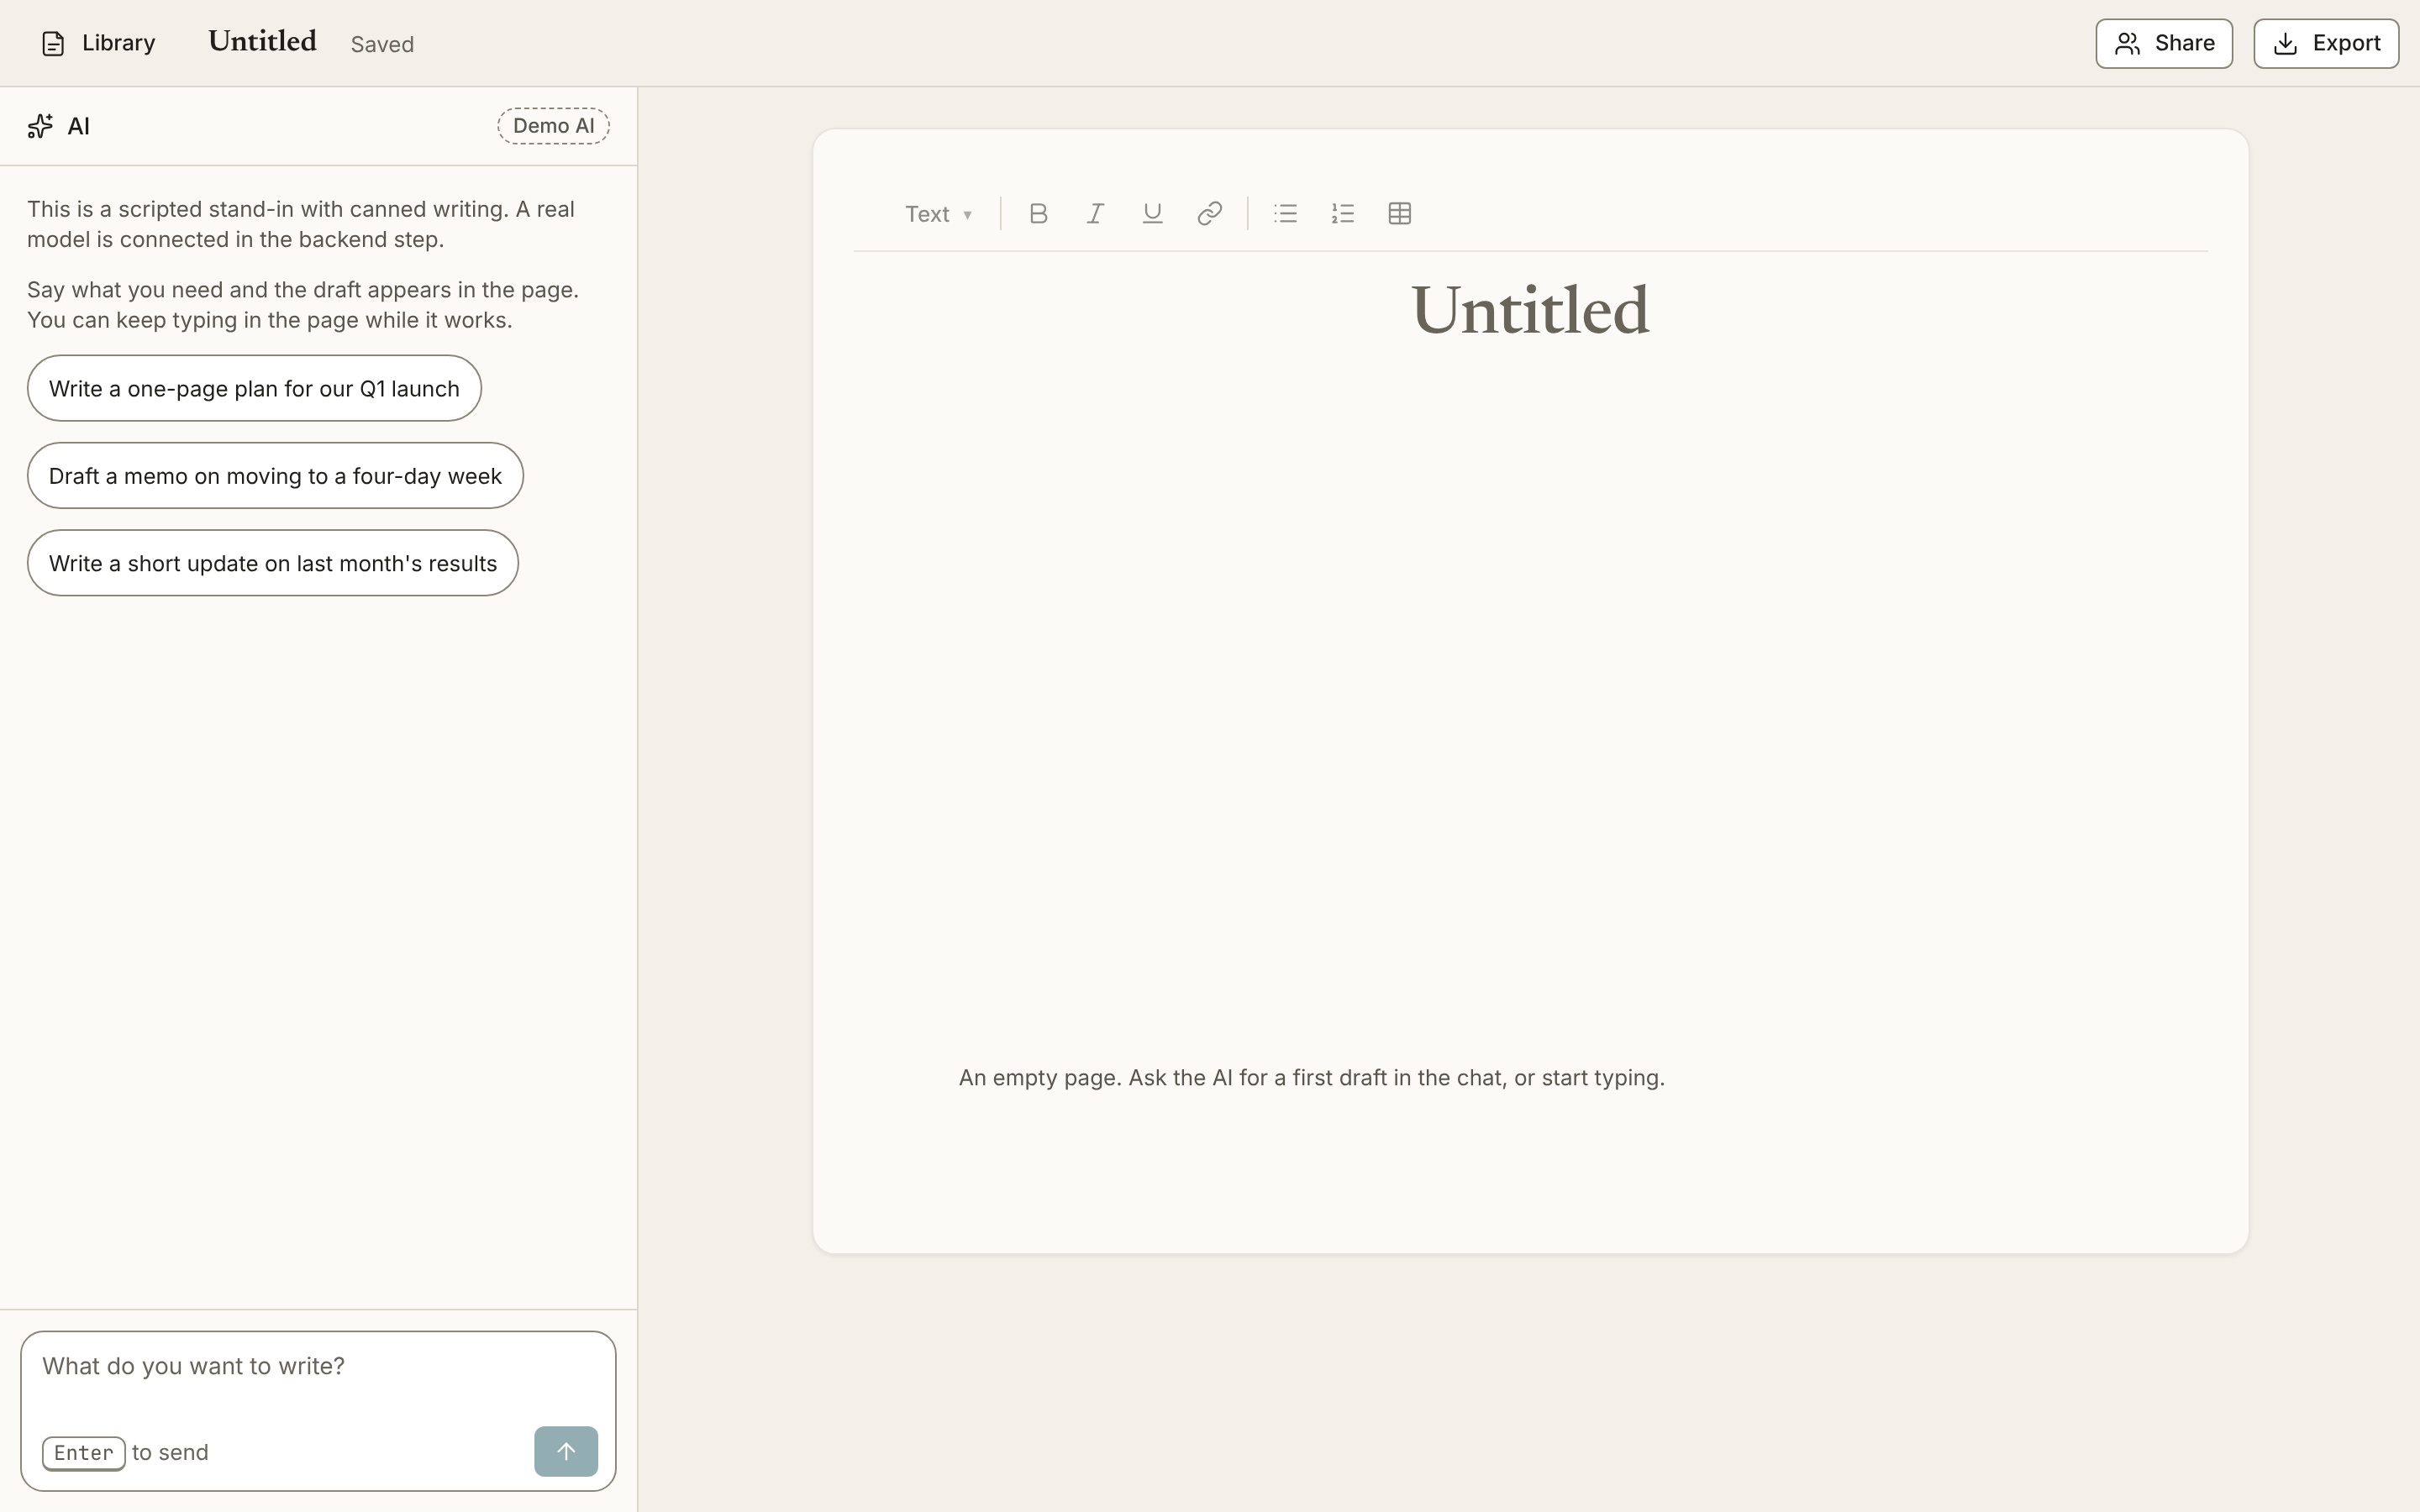 Library
Untitled
Saved
Share
Export
AI
Demo AI
This is a scripted stand-in with canned writing. A real
model is connected in the backend step.
Say what you need and the draft appears in the page.
You can keep typing in the page while it works.
Write a one-page plan for our Q1 launch
Draft a memo on moving to a four-day week
Write a short update on last month's results
What do you want to write?
Enter to send
Text
Untitled
An empty page. Ask the AI for a first draft in the chat, or start typing.